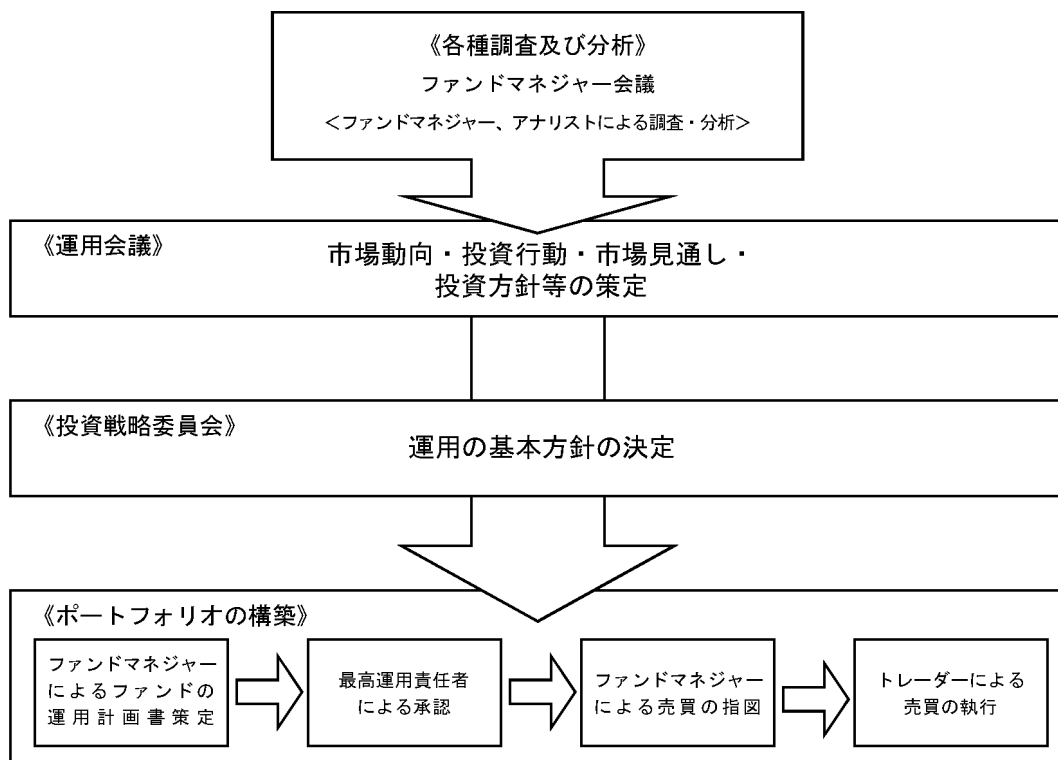 《各種調査及び分析》
ファンドマネジャー会議
＜ファンドマネジャー、アナリストによる調査・分析＞
《運用会議》
市場動向・投資行動・市場見通し・
投資方針等の策定
《投資戦略委員会》
運用の基本方針の決定
《ポートフォリオの構築》
ファンドマネジャー
によるファンドの
運用計画書策定
最高運用責任者
による承認
ファンドマネジャー
による売買の指図
トレーダーによる
売買の執行